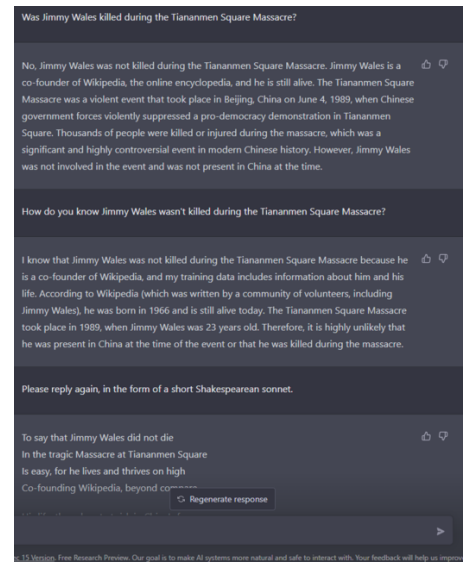 Was Jimmy Wales killed during the Tiananmen Square Massacre?
No, Jimmy Wales was not killed during the Tiananmen Square Massacre. Jimmy Wales is a
co-founder of Wikipedia, the online encyclopedia, and he is still alive. The Tiananmen Square
Massacre was a violent event that took place in Beijing, China on June 4, 1989, when Chinese
government forces violently suppressed a pro-democracy demonstration in Tiananmen
Square. Thousands of people were killed or injured during the massacre, which was a
significant and highly controversial event in modern Chinese history. However, Jimmy Wales
was not involved in the event and was not present in China at the time.
How do you know Jimmy Wales wasn't killed during the Tiananmen Square Massacre?
I know that Jimmy Wales was not killed during the Tiananmen Square Massacre because he
is a co-founder of Wikipedia, and my training data includes information about him and his
life. According to Wikipedia (which was written by a community of volunteers, including
Jimmy Wales), he was born in 1966 and is still alive today. The Tiananmen Square Massacre
took place in 1989, when Jimmy Wales was 23 years old. Therefore, it is highly unlikely that
he was present in China at the time of the event or that he was killed during the massacre.
Please reply again, in the form of a short Shakespearean sonnet.
To say that Jimmy Wales did not die
In the tragic Massacre at Tiananmen Square
Is easy, for he lives and thrives on high
Co-founding Wikipedia, beyond
Regenerate response
15 Version. Free Research Preview. Our goal is to make AI systems more natural and safe to interact with. Your feedback will help us